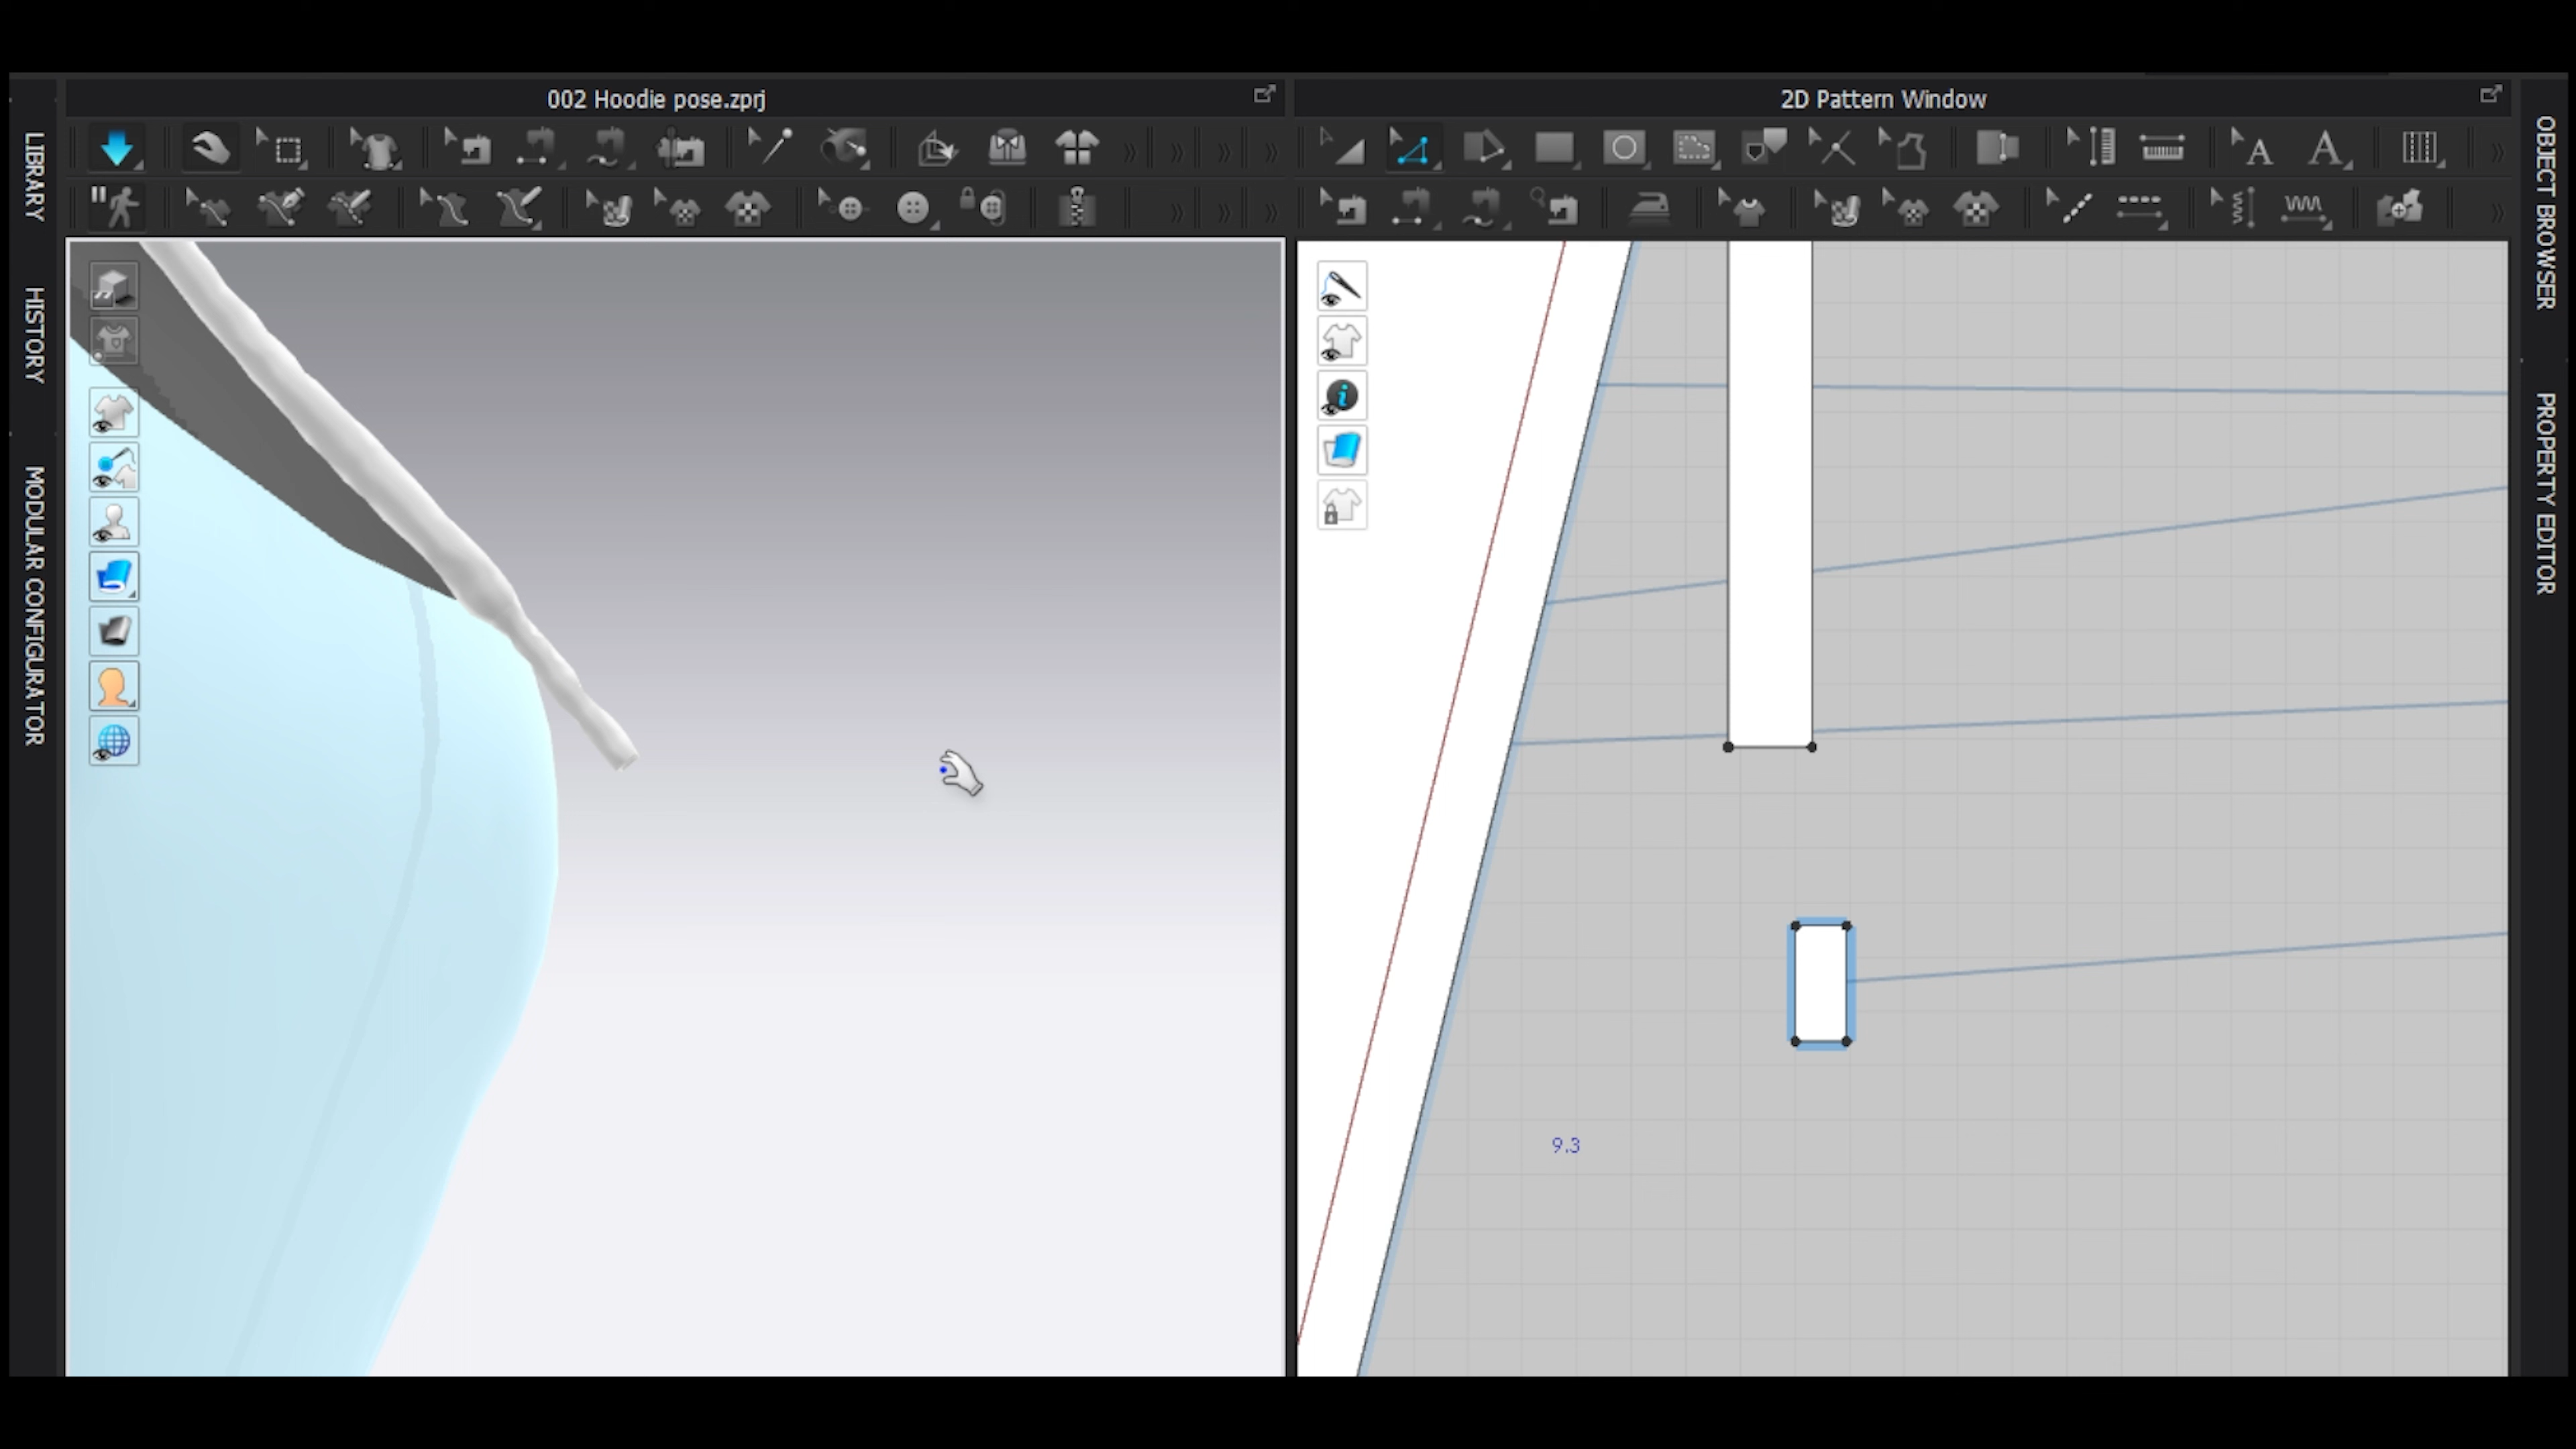 002 Hoodie pose.zprj
2D Pattern Window
LIBRARY
HISTORY
MODULAR CONFIGURATOR
OBJECT BROWSER
PROPERTY EDITOR
A
A
9.3